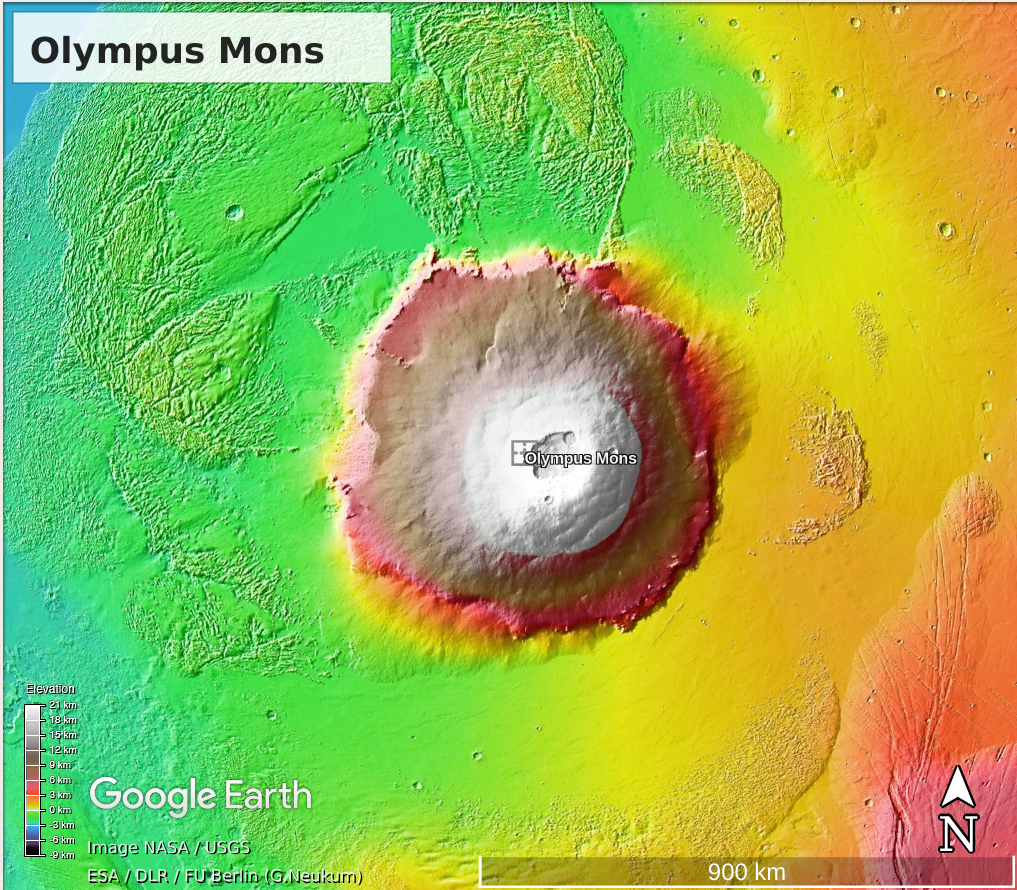 Olympus Mons
Olympus Mons
Elevation
21 km
18 km
15 km
12 km
9 km
6 km
3 km
0 km
-3 km
-6 km
-9 km
Google Earth
Image NASA / USGS
ESA / DLR / FU Berlin (G.Neukum)
N
900 km